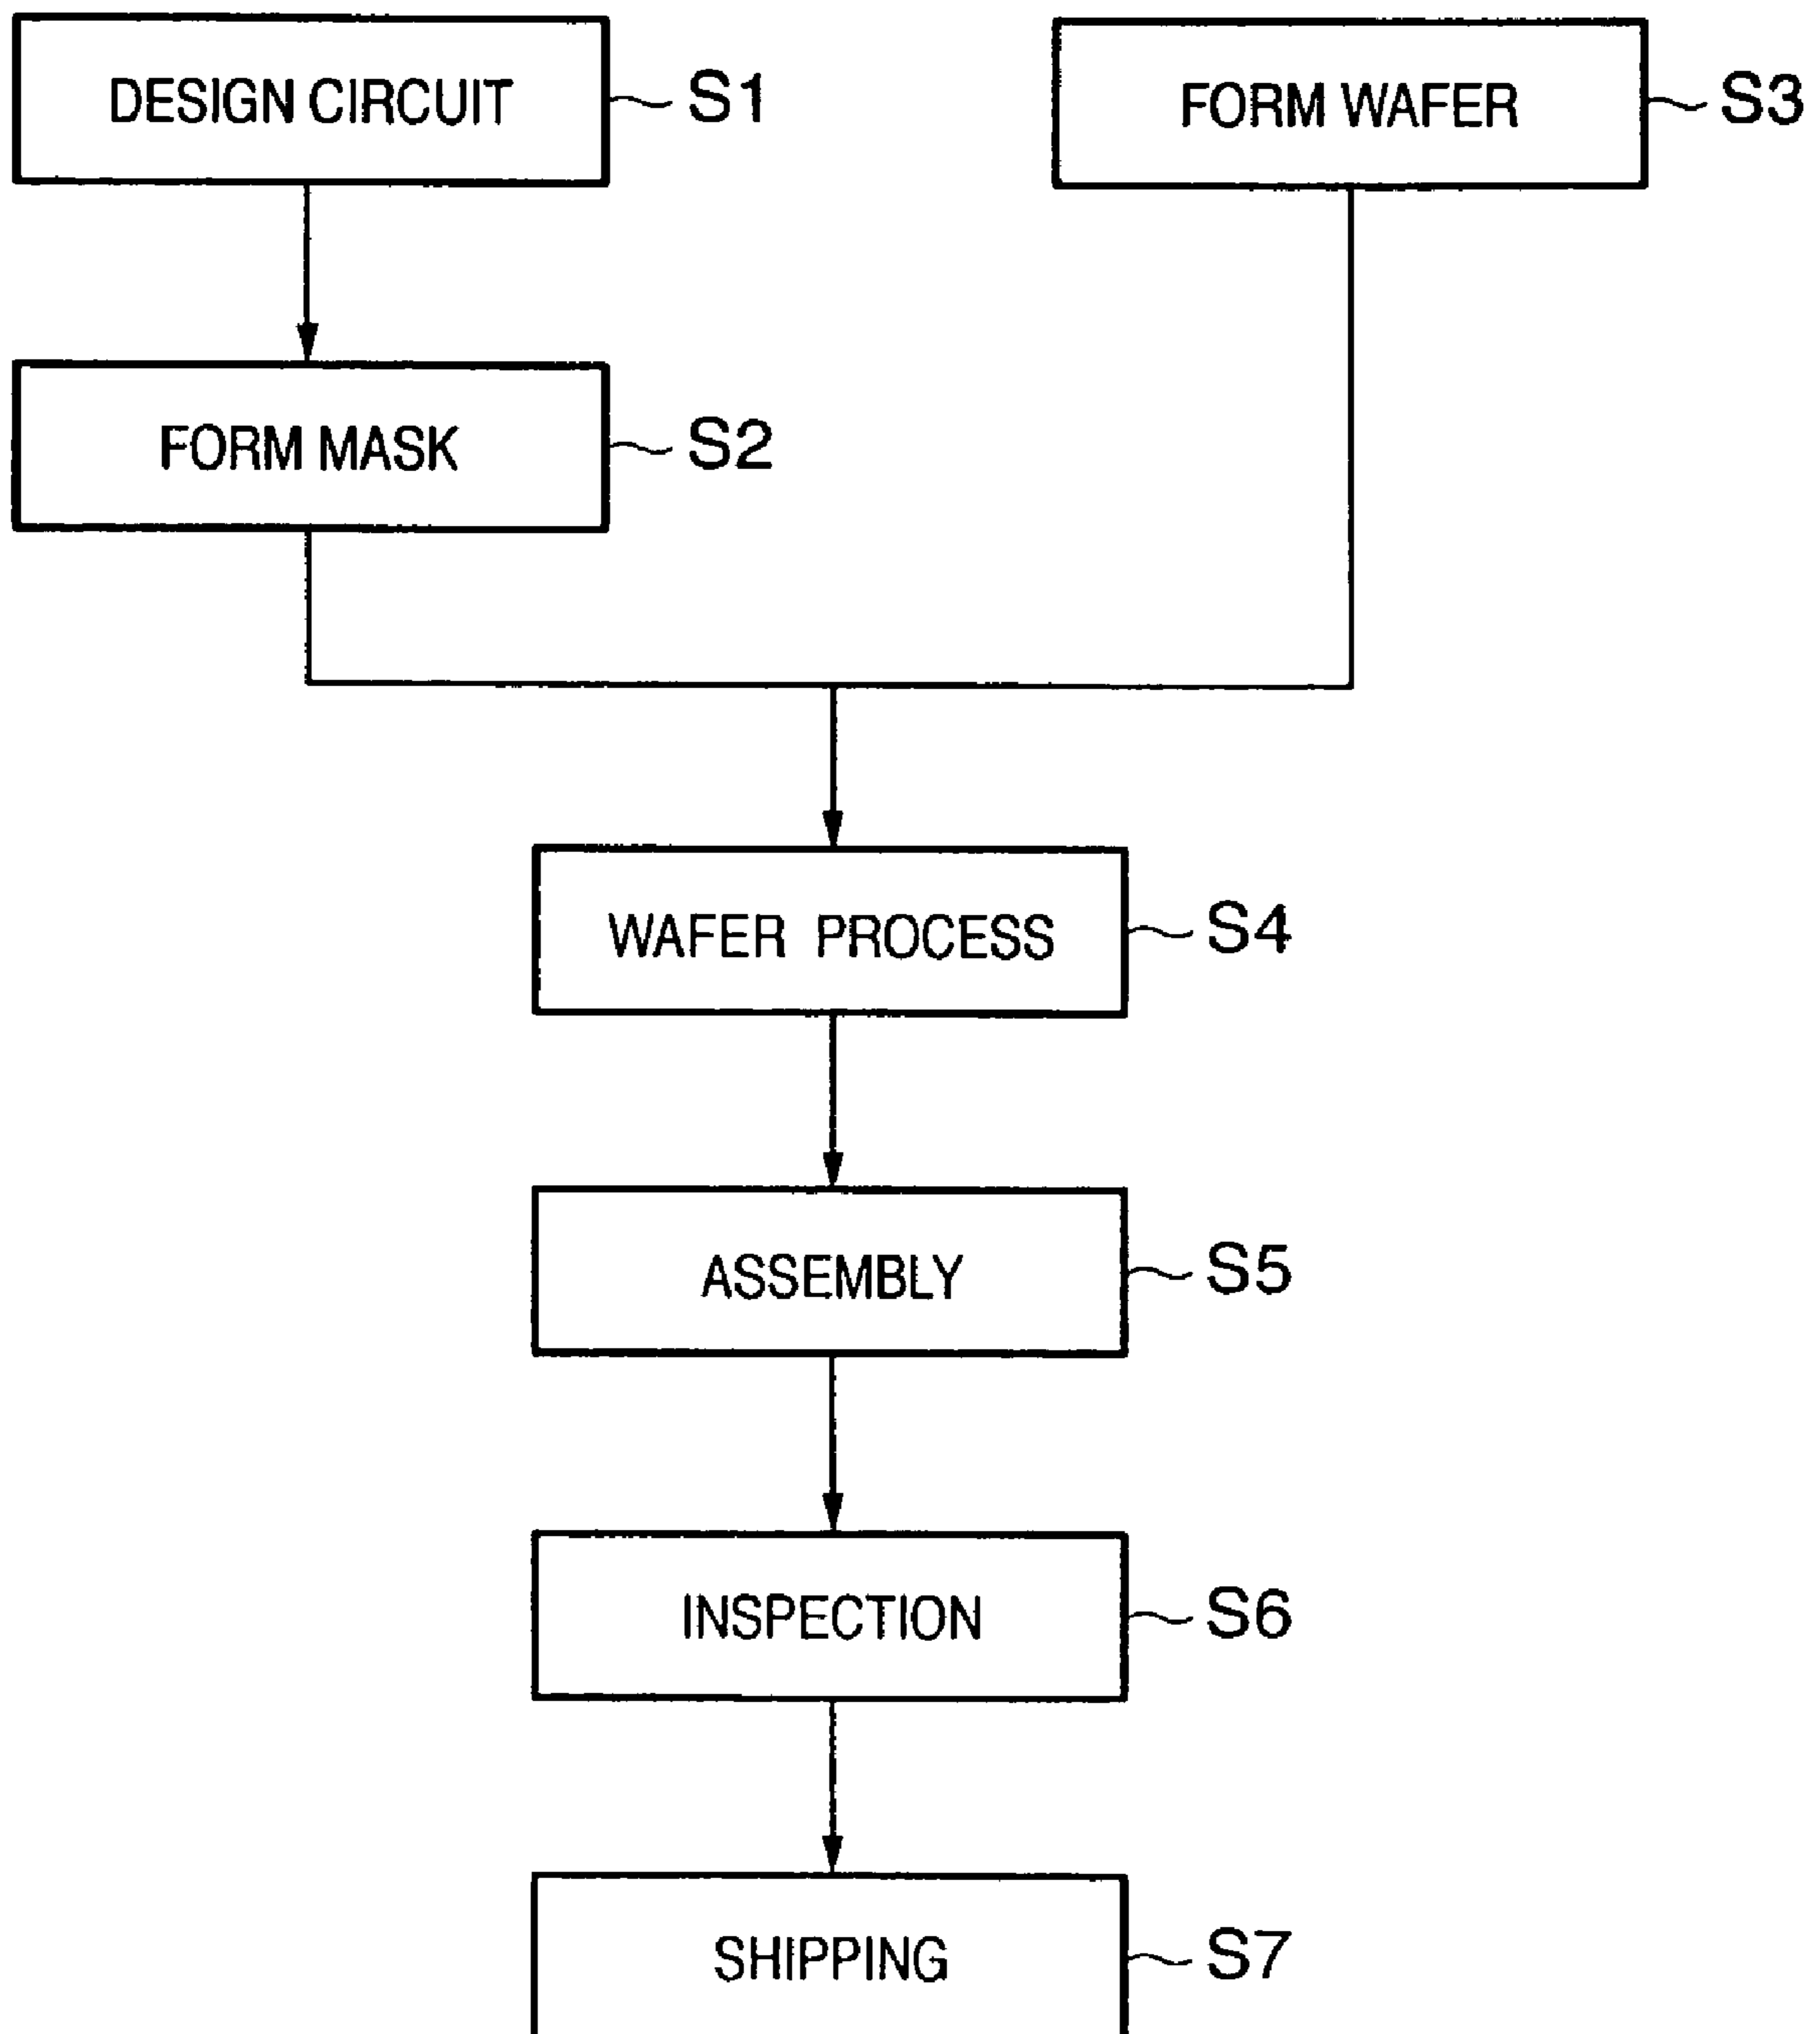 DESIGN CIRCUIT
S1
FORM WAFER
S3
FORM MASK
S2
WAFER PROCESS
S4
ASSEMBLY
S5
INSPECTION
S6
SHIPPING
S7